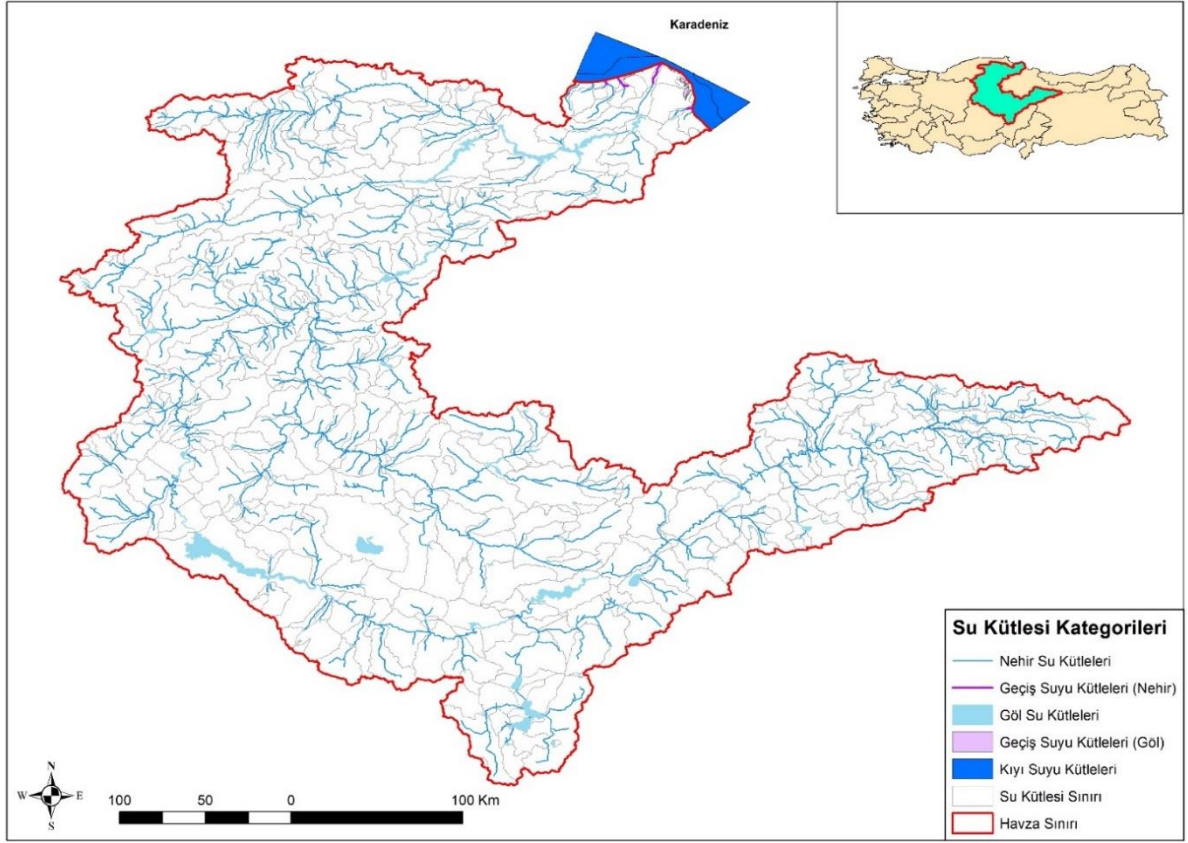 Karadeniz
Su Kütlesi Kategorileri
Nehir Su Kütleleri
Geçiş Suyu Kütleleri (Nehir)
Göl Su Kütleleri
Geçiş Suyu Kütleleri (Göl)
Kıyı Suyu Kütleleri
Su Kütlesi Sınırı
Havza Sınırı
N
W E
S
100 50 0 100 Km